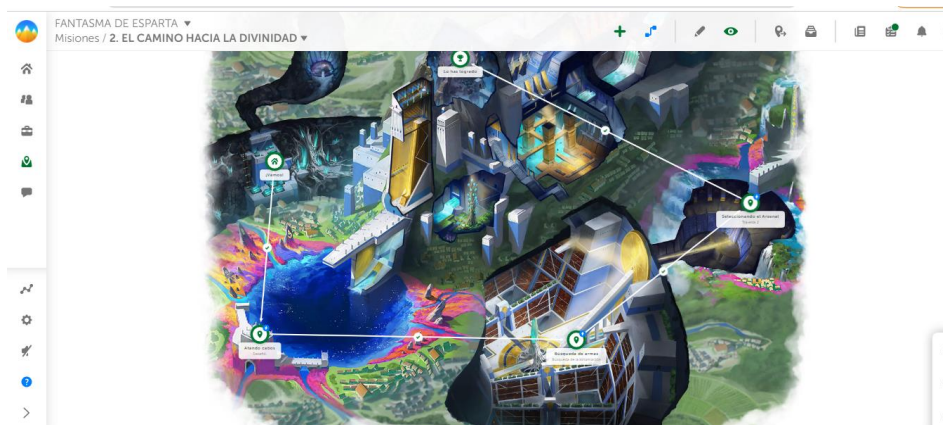 FANTASMA DE ESPARTA
Misiones / 2. EL CAMINO HACIA LA DIVINIDAD
Lo has logrado
¡Vamos!
Seleccionando el Arsenal
Atando cabos
Búsqueda de armas